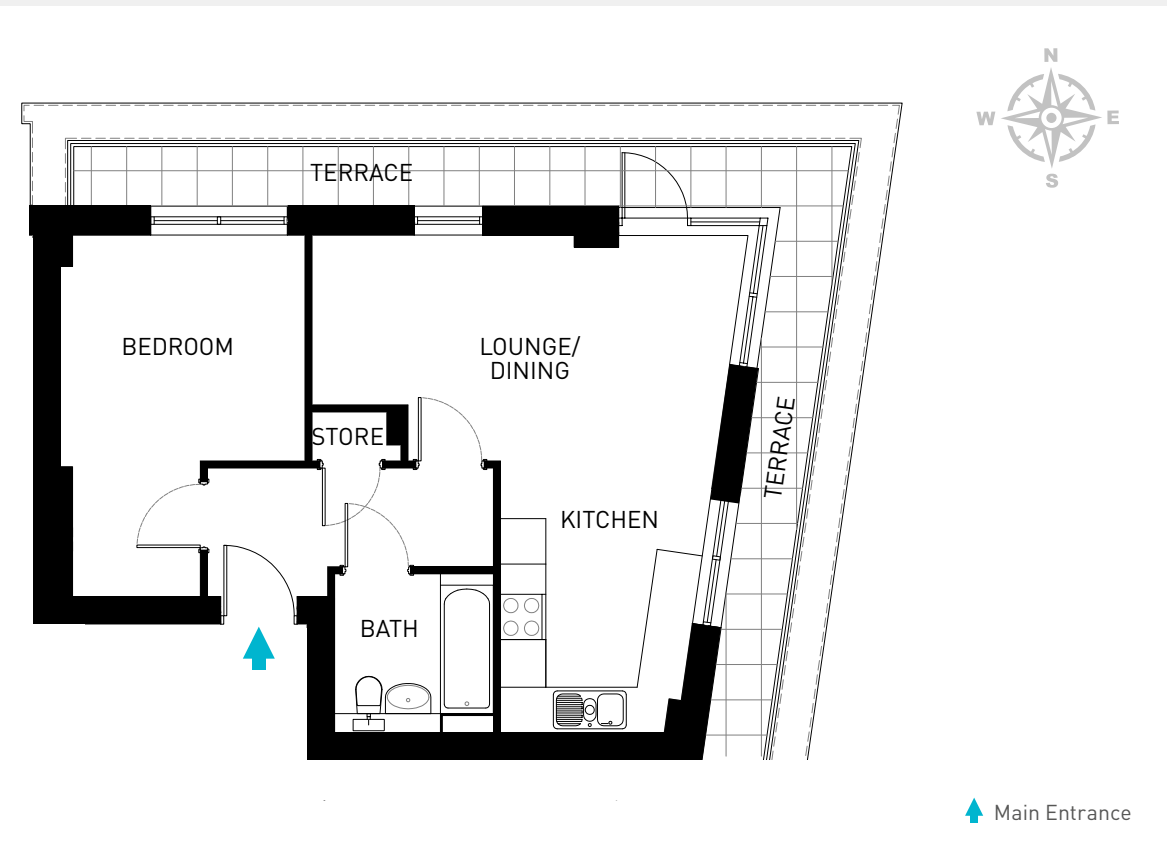 N
W E
S
TERRACE
BEDROOM
LOUNGE/
DINING
STORE
TERRACE
KITCHEN
BATH
Main Entrance